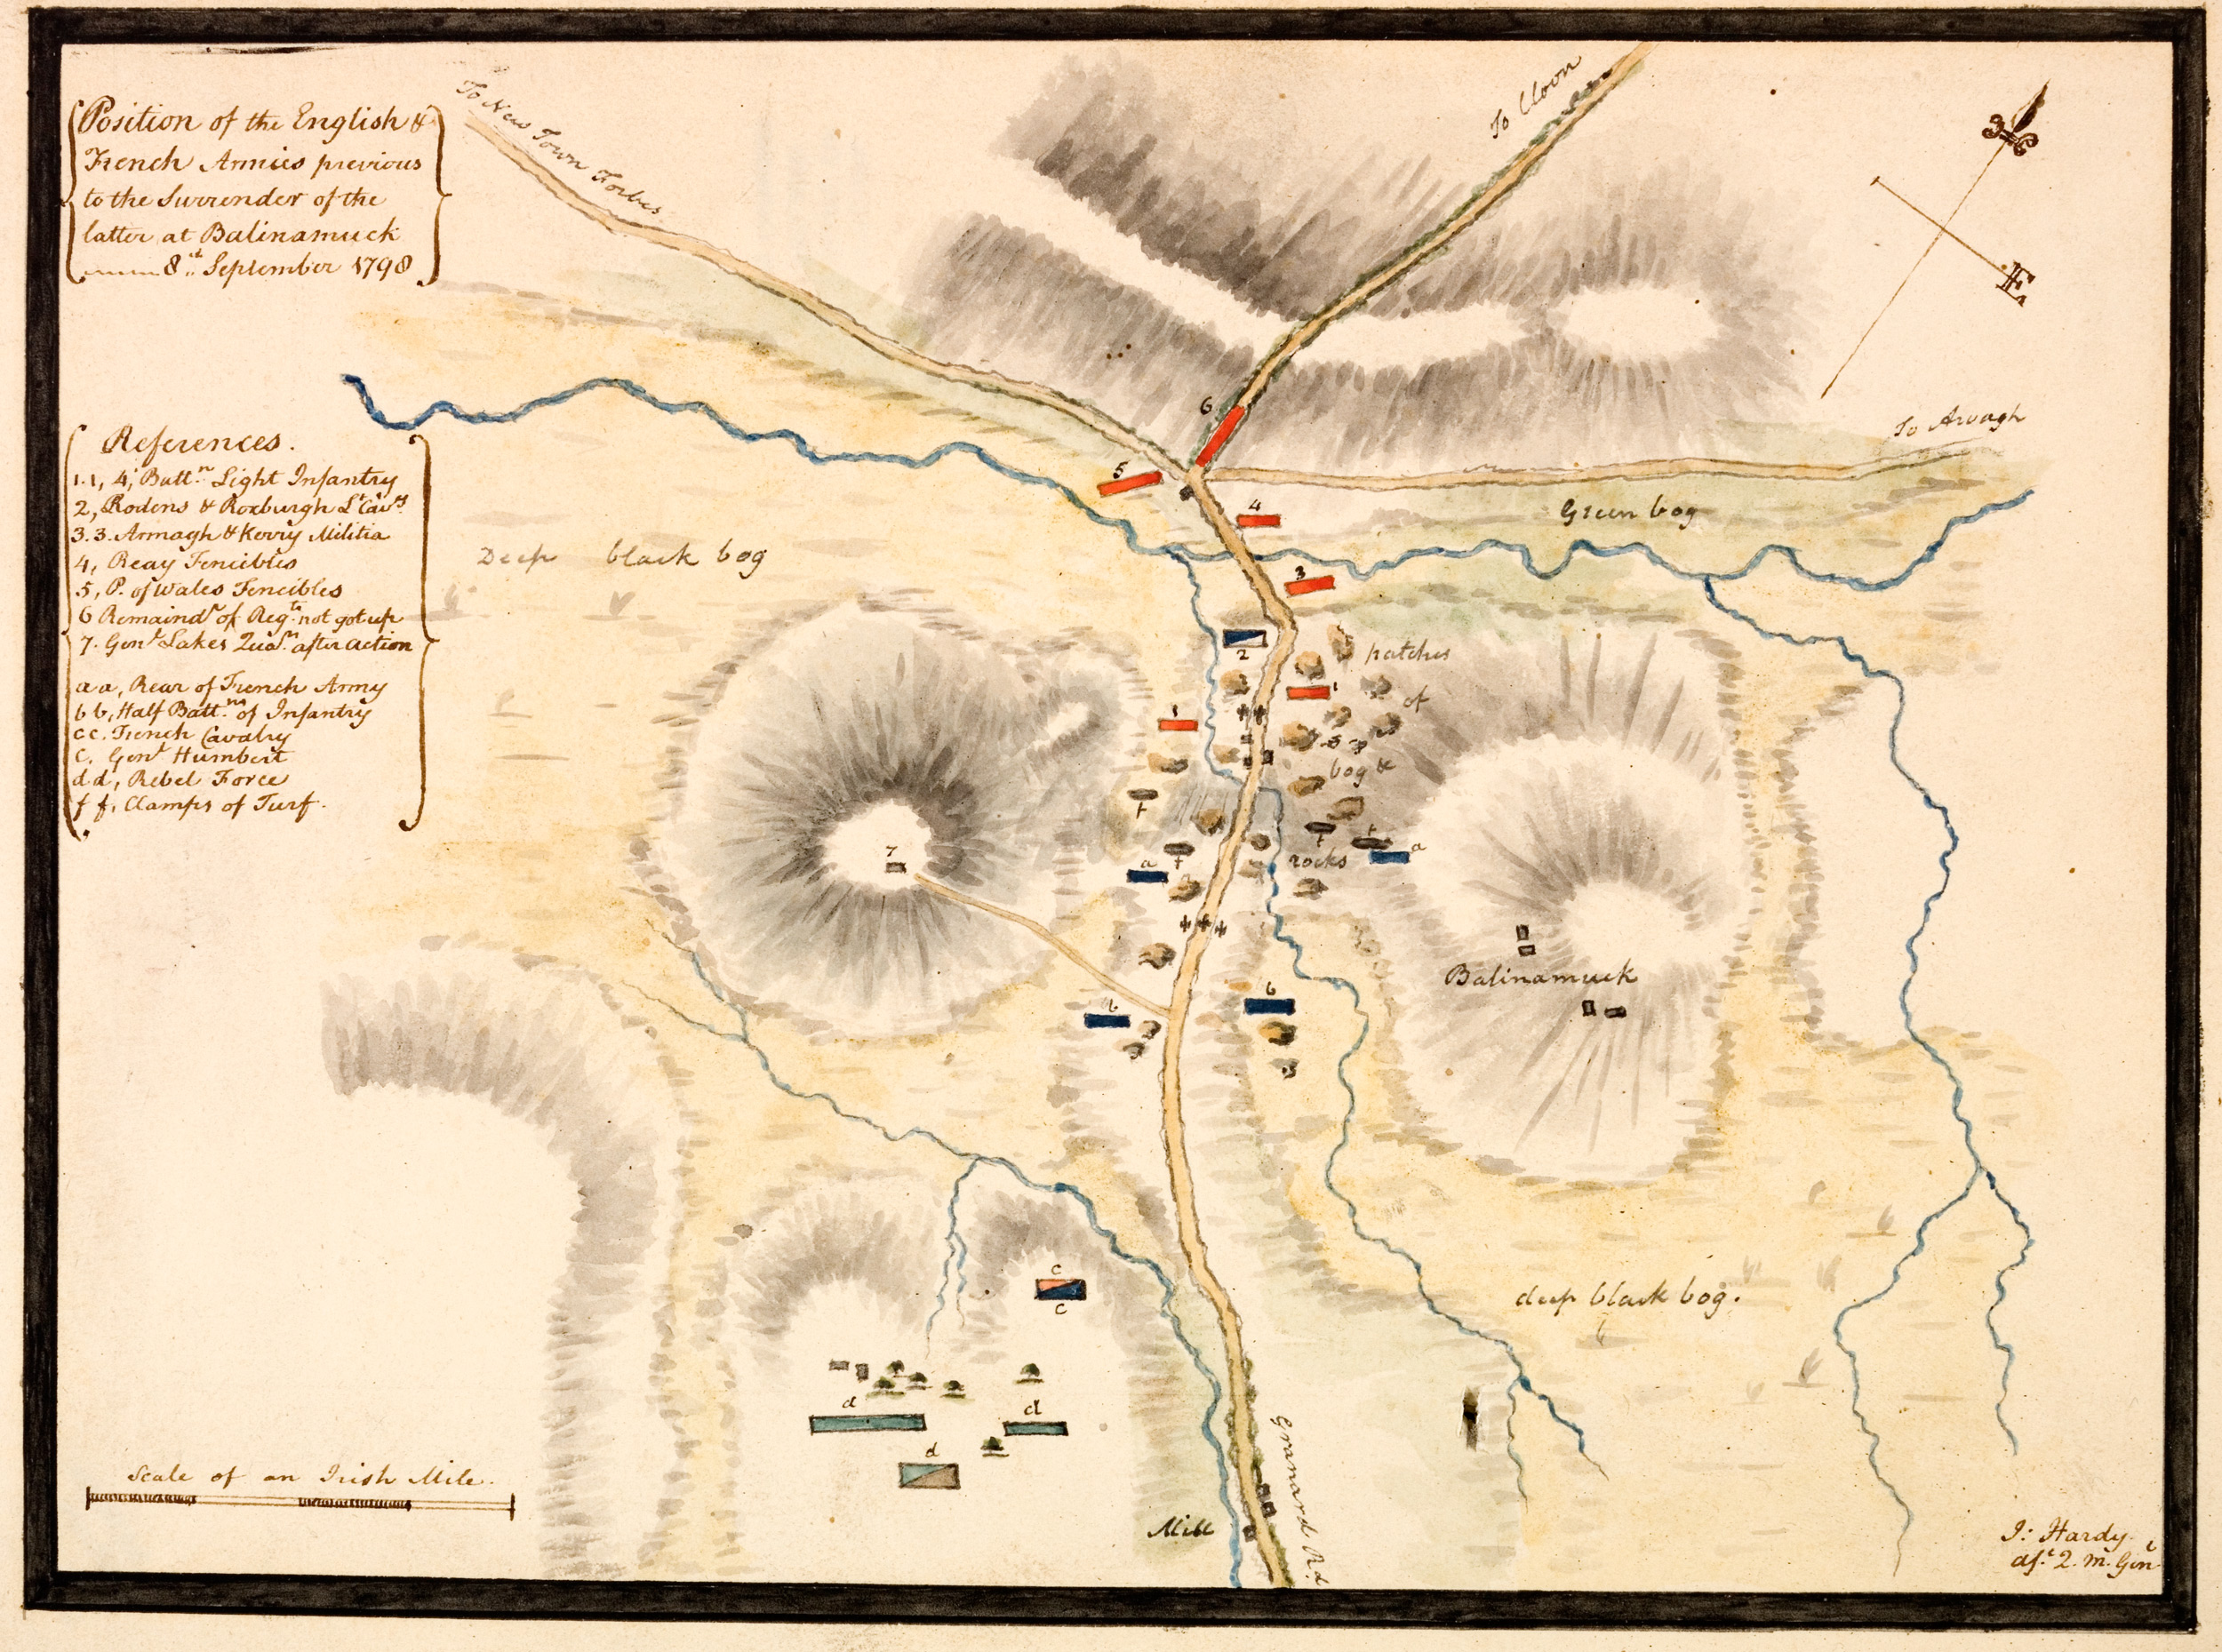 Position of the English &
French Armies previous
to the Surrender of the
latter at Balinamuck
8th September 1798
To New Town Forbes
To Cloon
E
To Arvagh
References.
1.1, 4, Battn Light Infantry
2, Rodens & Roxburgh Lt Cavs
3.3. Armagh & Kerry Militia
4, Reay Fencibles
5, P. of Wales Fencibles
6 Remaindr of Regts not got up
7. Genl Lakes Quars after action
a a, Rear of French Army
b b, Half Battns of Infantry
c c. French Cavalry
C. Genl Humbert
d d, Rebel Force
f f, Clamps of Turf.
6
5
4
Green bog
Deep black bog
3
2
patches
1
1
of
bog &
f
f
f
f
a
a
rocks
7
Balinamuck
b
b
c
C
deep black bog.
d
d
d
Granard Rd.
Mill
Scale of an Irish Mile.
J: Hardy
ast 2. m. Genl